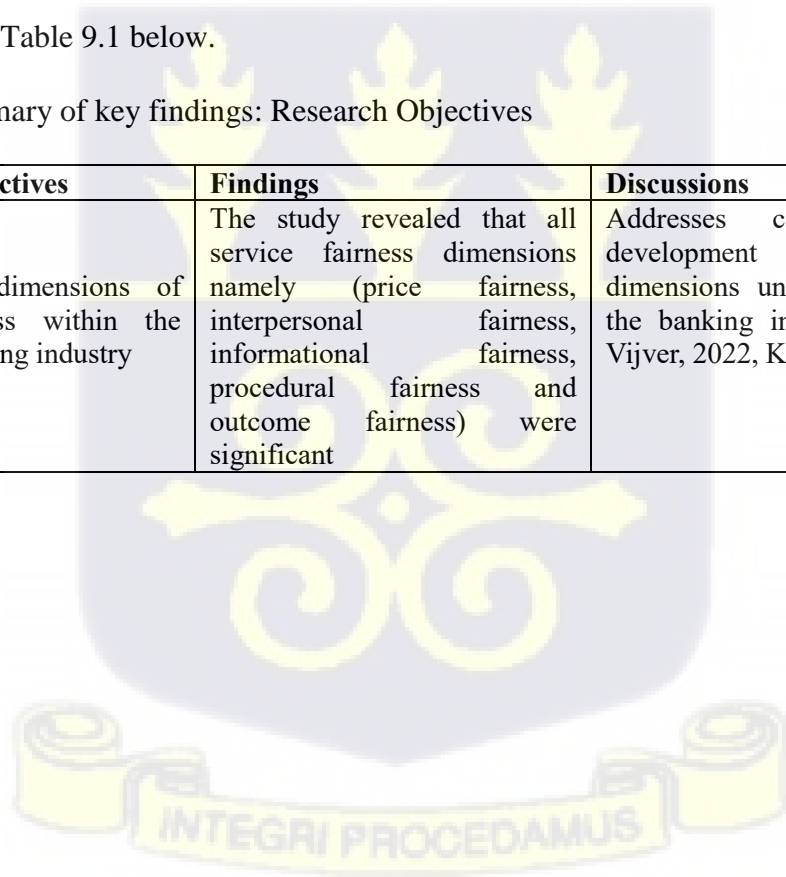 Table 9.1 below.
mary of key findings: Research Objectives
ctives
Findings
Discussions
dimensions of
ss within the
ng industry
The study revealed that all
service fairness dimensions
namely (price fairness,
interpersonal fairness,
informational fairness,
procedural fairness and
outcome fairness) were
significant
Addresses c
development
dimensions un
the banking in
Vijver, 2022, K
INTEGRI PROCEDAMUS